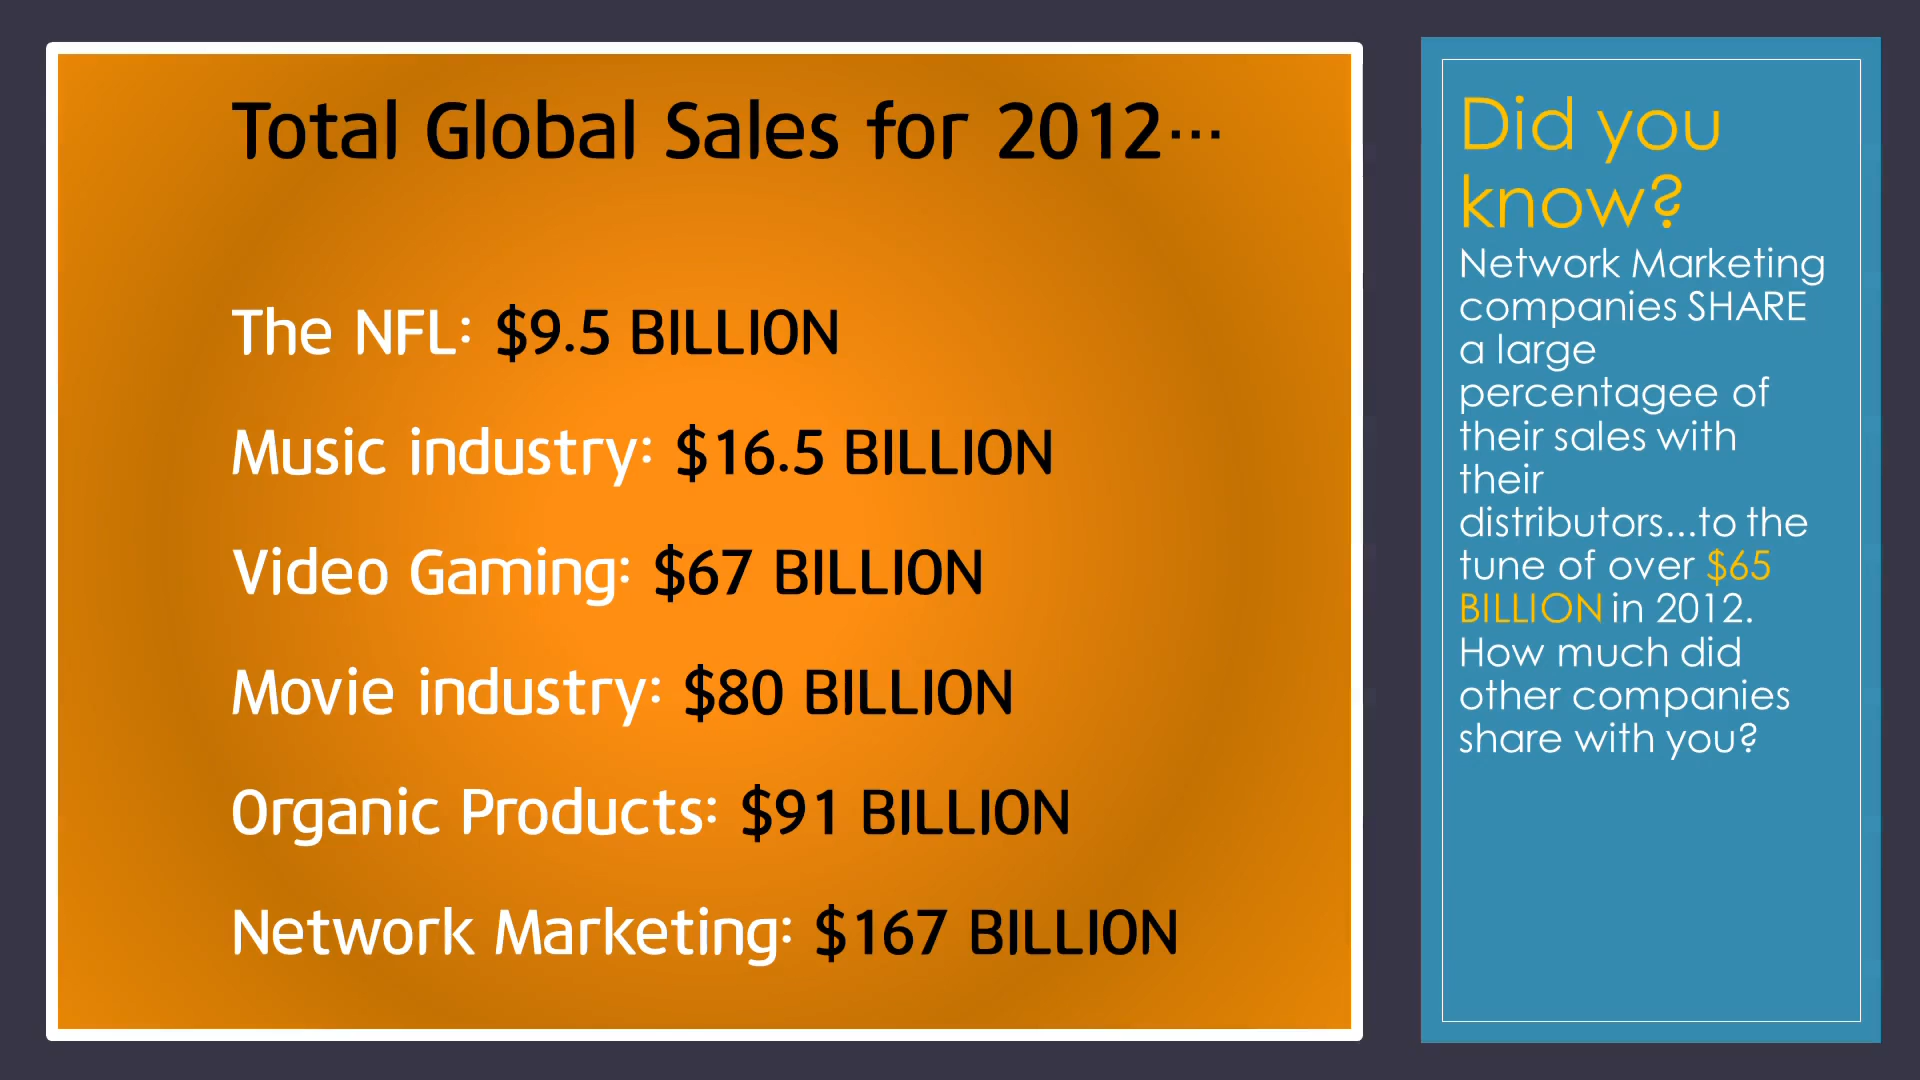 Total Global Sales for 2012...
The NFL: $9.5 BILLION
Music industry: $16.5 BILLION
Video Gaming: $67 BILLION
Movie industry: $80 BILLION
Organic Products: $91 BILLION
Network Marketing: $167 BILLION
Did you
know?
Network Marketing
companies SHARE
a large
percentagee of
their sales with
their
distributors...to the
tune of over $65
BILLION in 2012.
How much did
other companies
share with you?